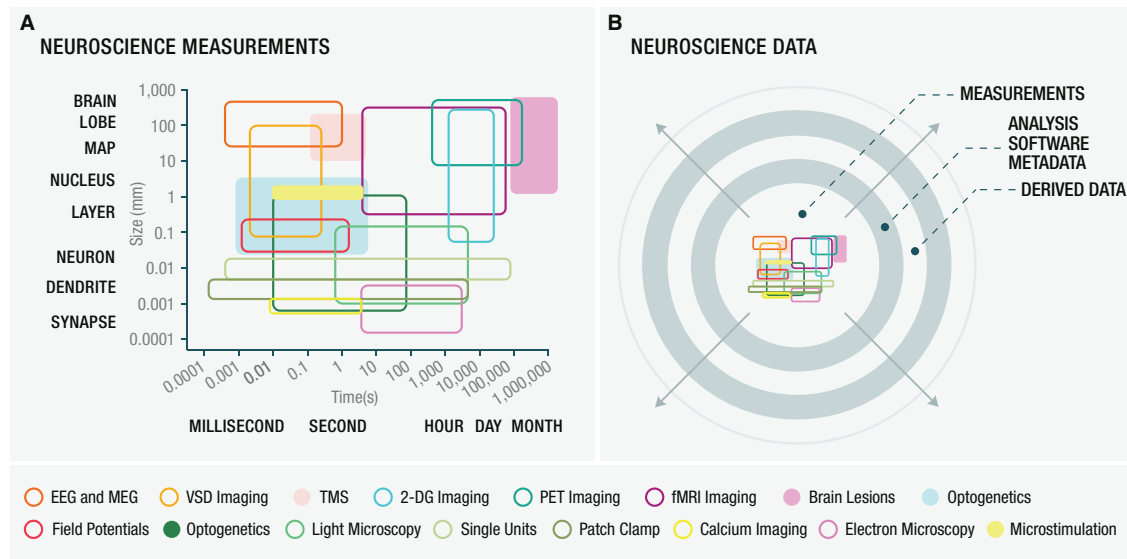 A
NEUROSCIENCE MEASUREMENTS
BRAIN
LOBE
MAP
NUCLEUS
LAYER
NEURON
DENDRITE
SYNAPSE
Size (mm)
1,000
100
10
1
0.1
0.01
0.001
0.0001
0.0001
0.001
0.01
0.1
1
10
100
1,000
10,000
100,000
1,000,000
Time(s)
MILLISECOND SECOND HOUR DAY MONTH
B
NEUROSCIENCE DATA
MEASUREMENTS
ANALYSIS
SOFTWARE
METADATA
DERIVED DATA
EEG and MEG VSD Imaging TMS 2-DG Imaging PET Imaging fMRI Imaging Brain Lesions Optogenetics
Field Potentials Optogenetics Light Microscopy Single Units Patch Clamp Calcium Imaging Electron Microscopy Microstimulation